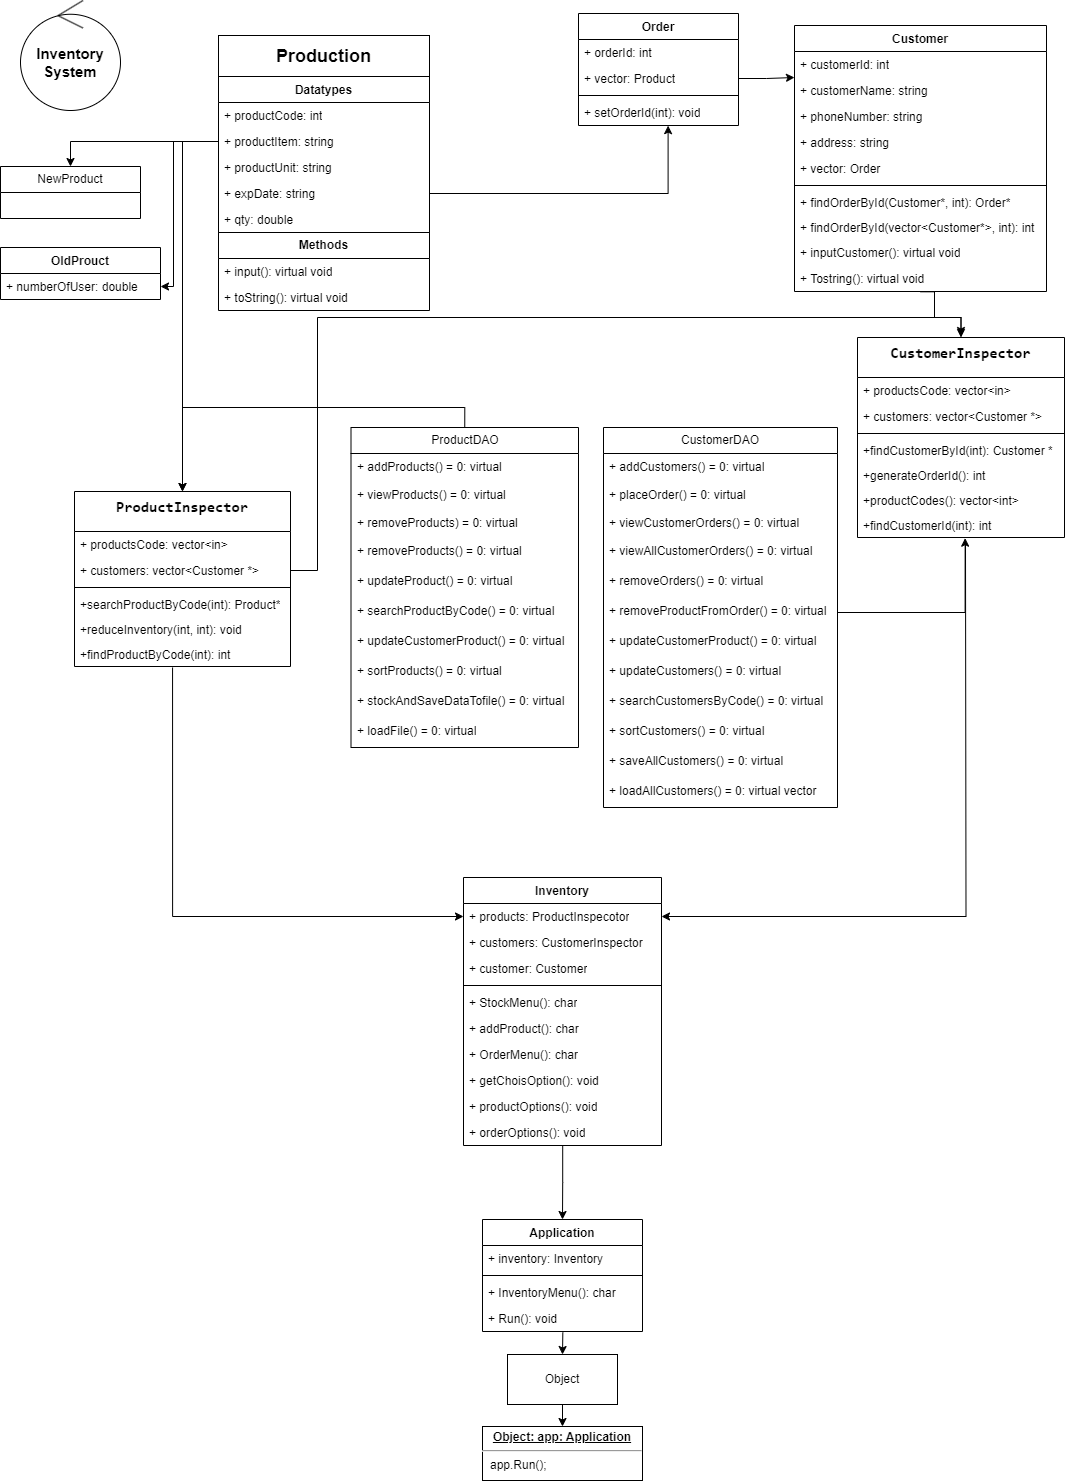 Inventory
System
Production
Datatypes
+ productCode: int
+ productItem: string
+ productUnit: string
+ expDate: string
+ qty: double
Methods
+ input(): virtual void
+ toString(): virtual void
Order
+ orderId: int
+ vector: Product
+ setOrderId(int): void
Customer
+ customerId: int
+ customerName: string
+ phoneNumber: string
+ address: string
+ vector: Order
+ findOrderById(Customer*, int): Order*
+ findOrderById(vector<Customer*>, int): int
+ inputCustomer(): virtual void
+ Tostring(): virtual void
NewProduct
OldProuct
+ numberOfUser: double
CustomerInspector
+ productsCode: vector<in>
+ customers: vector<Customer *>
+findCustomerById(int): Customer *
+generateOrderId(): int
+productCodes(): vector<int>
+findCustomerId(int): int
ProductInspector
+ productsCode: vector<in>
+ customers: vector<Customer *>
+searchProductByCode(int): Product*
+reduceInventory(int, int): void
+findProductByCode(int): int
ProductDAO
+ addProducts() = 0: virtual
+ viewProducts() = 0: virtual
+ removeProducts) = 0: virtual
+ removeProducts() = 0: virtual
+ updateProduct() = 0: virtual
+ searchProductByCode() = 0: virtual
+ updateCustomerProduct() = 0: virtual
+ sortProducts() = 0: virtual
+ stockAndSaveDataTofile() = 0: virtual
+ loadFile() = 0: virtual
CustomerDAO
+ addCustomers() = 0: virtual
+ placeOrder() = 0: virtual
+ viewCustomerOrders() = 0: virtual
+ viewAllCustomerOrders() = 0: virtual
+ removeOrders() = 0: virtual
+ removeProductFromOrder() = 0: virtual
+ updateCustomerProduct() = 0: virtual
+ updateCustomers() = 0: virtual
+ searchCustomersByCode() = 0: virtual
+ sortCustomers() = 0: virtual
+ saveAllCustomers() = 0: virtual
+ loadAllCustomers() = 0: virtual vector
Inventory
+ products: ProductInspecotor
+ customers: CustomerInspector
+ customer: Customer
+ StockMenu(): char
+ addProduct(): char
+ OrderMenu(): char
+ getChoisOption(): void
+ productOptions(): void
+ orderOptions(): void
Application
+ inventory: Inventory
+ InventoryMenu(): char
+ Run(): void
Object
Object: app: Application
app.Run();